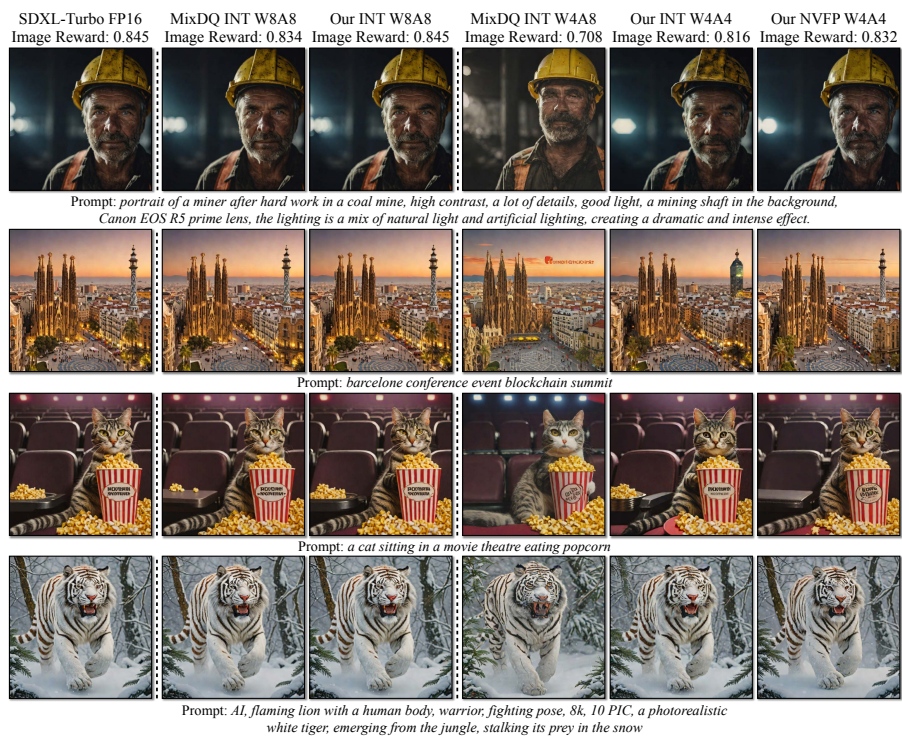 SDXL-Turbo FP16 MixDQ INT W8A8 Our INT W8A8 MixDQ INT W4A8 Our INT W4A4 Our NVFP W4A4
Image Reward: 0.845 Image Reward: 0.834 Image Reward: 0.845 Image Reward: 0.708 Image Reward: 0.816 Image Reward: 0.832
Prompt: portrait of a miner after hard work in a coal mine, high contrast, a lot of details, good light, a mining shaft in the background,
Canon EOS R5 prime lens, the lighting is a mix of natural light and artificial lighting, creating a dramatic and intense effect.
Prompt: barcelone conference event blockchain summit
Prompt: a cat sitting in a movie theatre eating popcorn
Prompt: AI, flaming lion with a human body, warrior, fighting pose, 8k, 10 PIC, a photorealistic
white tiger, emerging from the jungle, stalking its prey in the snow